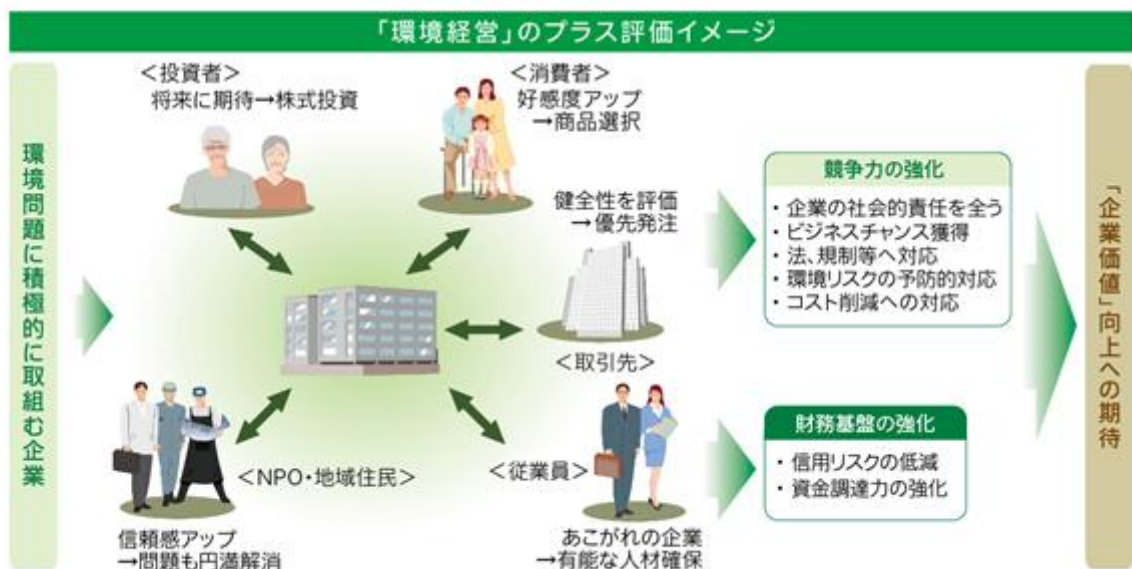 「環境経営」のプラス評価イメージ
環境問題に積極的に取組む企業
＜投資者＞
将来に期待→株式投資
＜消費者＞
好感度アップ
→商品選択
健全性を評価
→優先発注
＜取引先＞
＜NPO・地域住民＞
信頼感アップ
→問題も円満解消
＜従業員＞
あこがれの企業
→有能な人材確保
競争力の強化
・企業の社会的責任を全う
・ビジネスチャンス獲得
・法、規制等へ対応
・環境リスクの予防的対応
・コスト削減への対応
財務基盤の強化
・信用リスクの低減
・資金調達力の強化
「企業価値」向上への期待